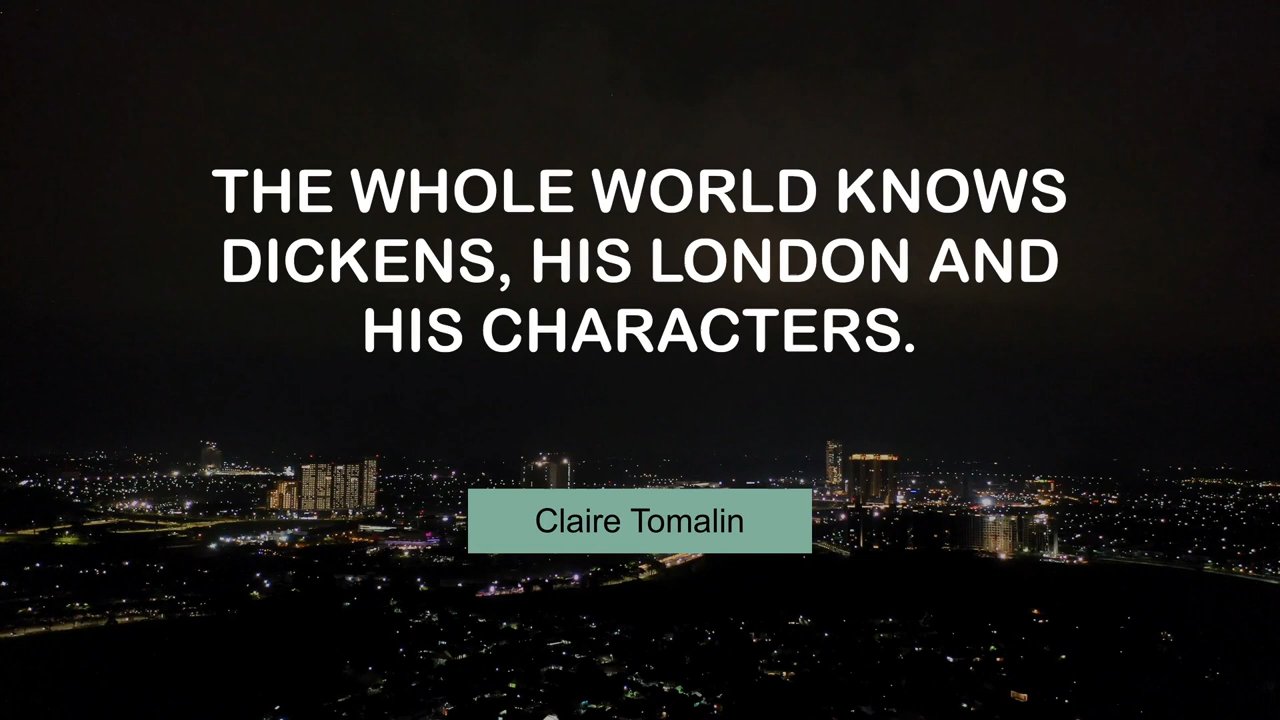 THE WHOLE WORLD KNOWS
DICKENS, HIS LONDON AND
HIS CHARACTERS.
Claire Tomalin